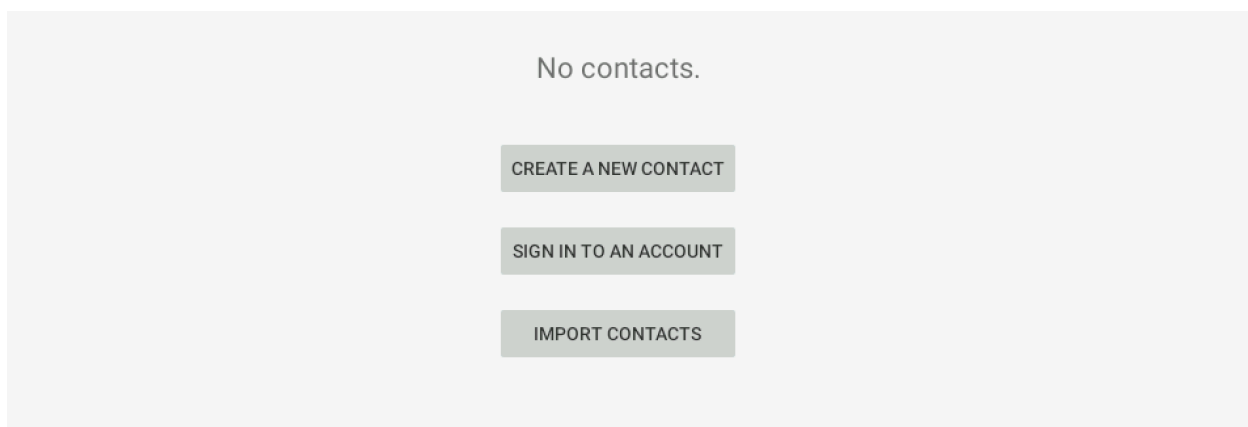 No contacts.
CREATE A NEW CONTACT
SIGN IN TO AN ACCOUNT
IMPORT CONTACTS